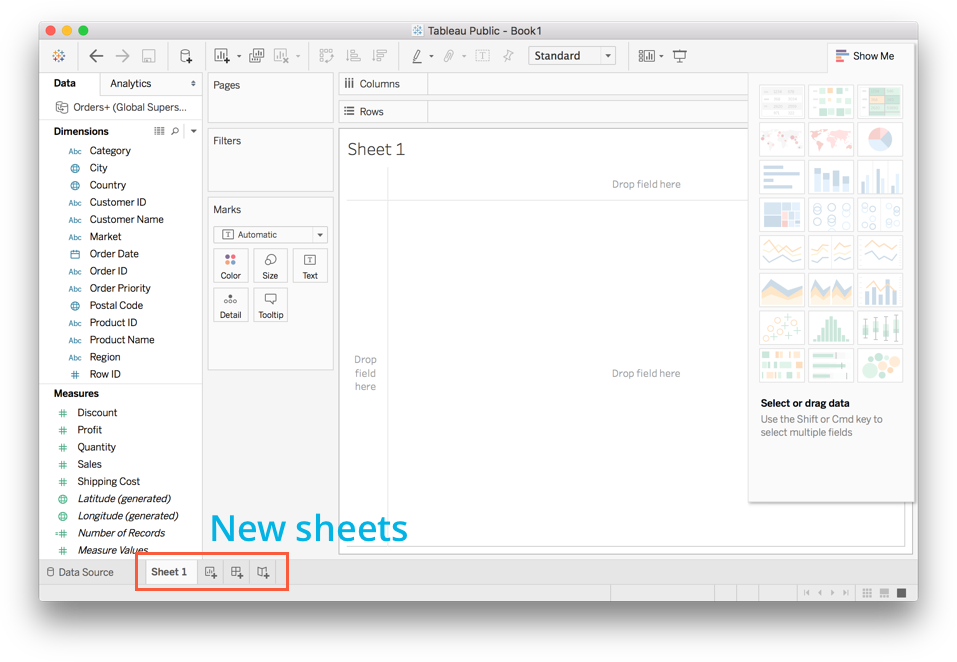 Tableau Public - Book1
Standard
Show Me
Data
Analytics
Orders+ (Global Supers...
Dimensions
Abc Category
City
Country
Abc Customer ID
Abc Customer Name
Abc Market
Order Date
Abc Order ID
Abc Order Priority
Postal Code
Abc Product ID
Abc Product Name
Abc Region
# Row ID
Measures
# Discount
# Profit
# Quantity
# Sales
# Shipping Cost
Latitude (generated)
Longitude (generated)
=# Number of Records
# Measure Values
Pages
Filters
Marks
T Automatic
Color
Size
T
Text
Detail
Tooltip
Columns
Rows
Sheet 1
Drop field here
Drop
field
here
Drop field here
Select or drag data
Use the Shift or Cmd key to
select multiple fields
New sheets
Data Source
Sheet 1